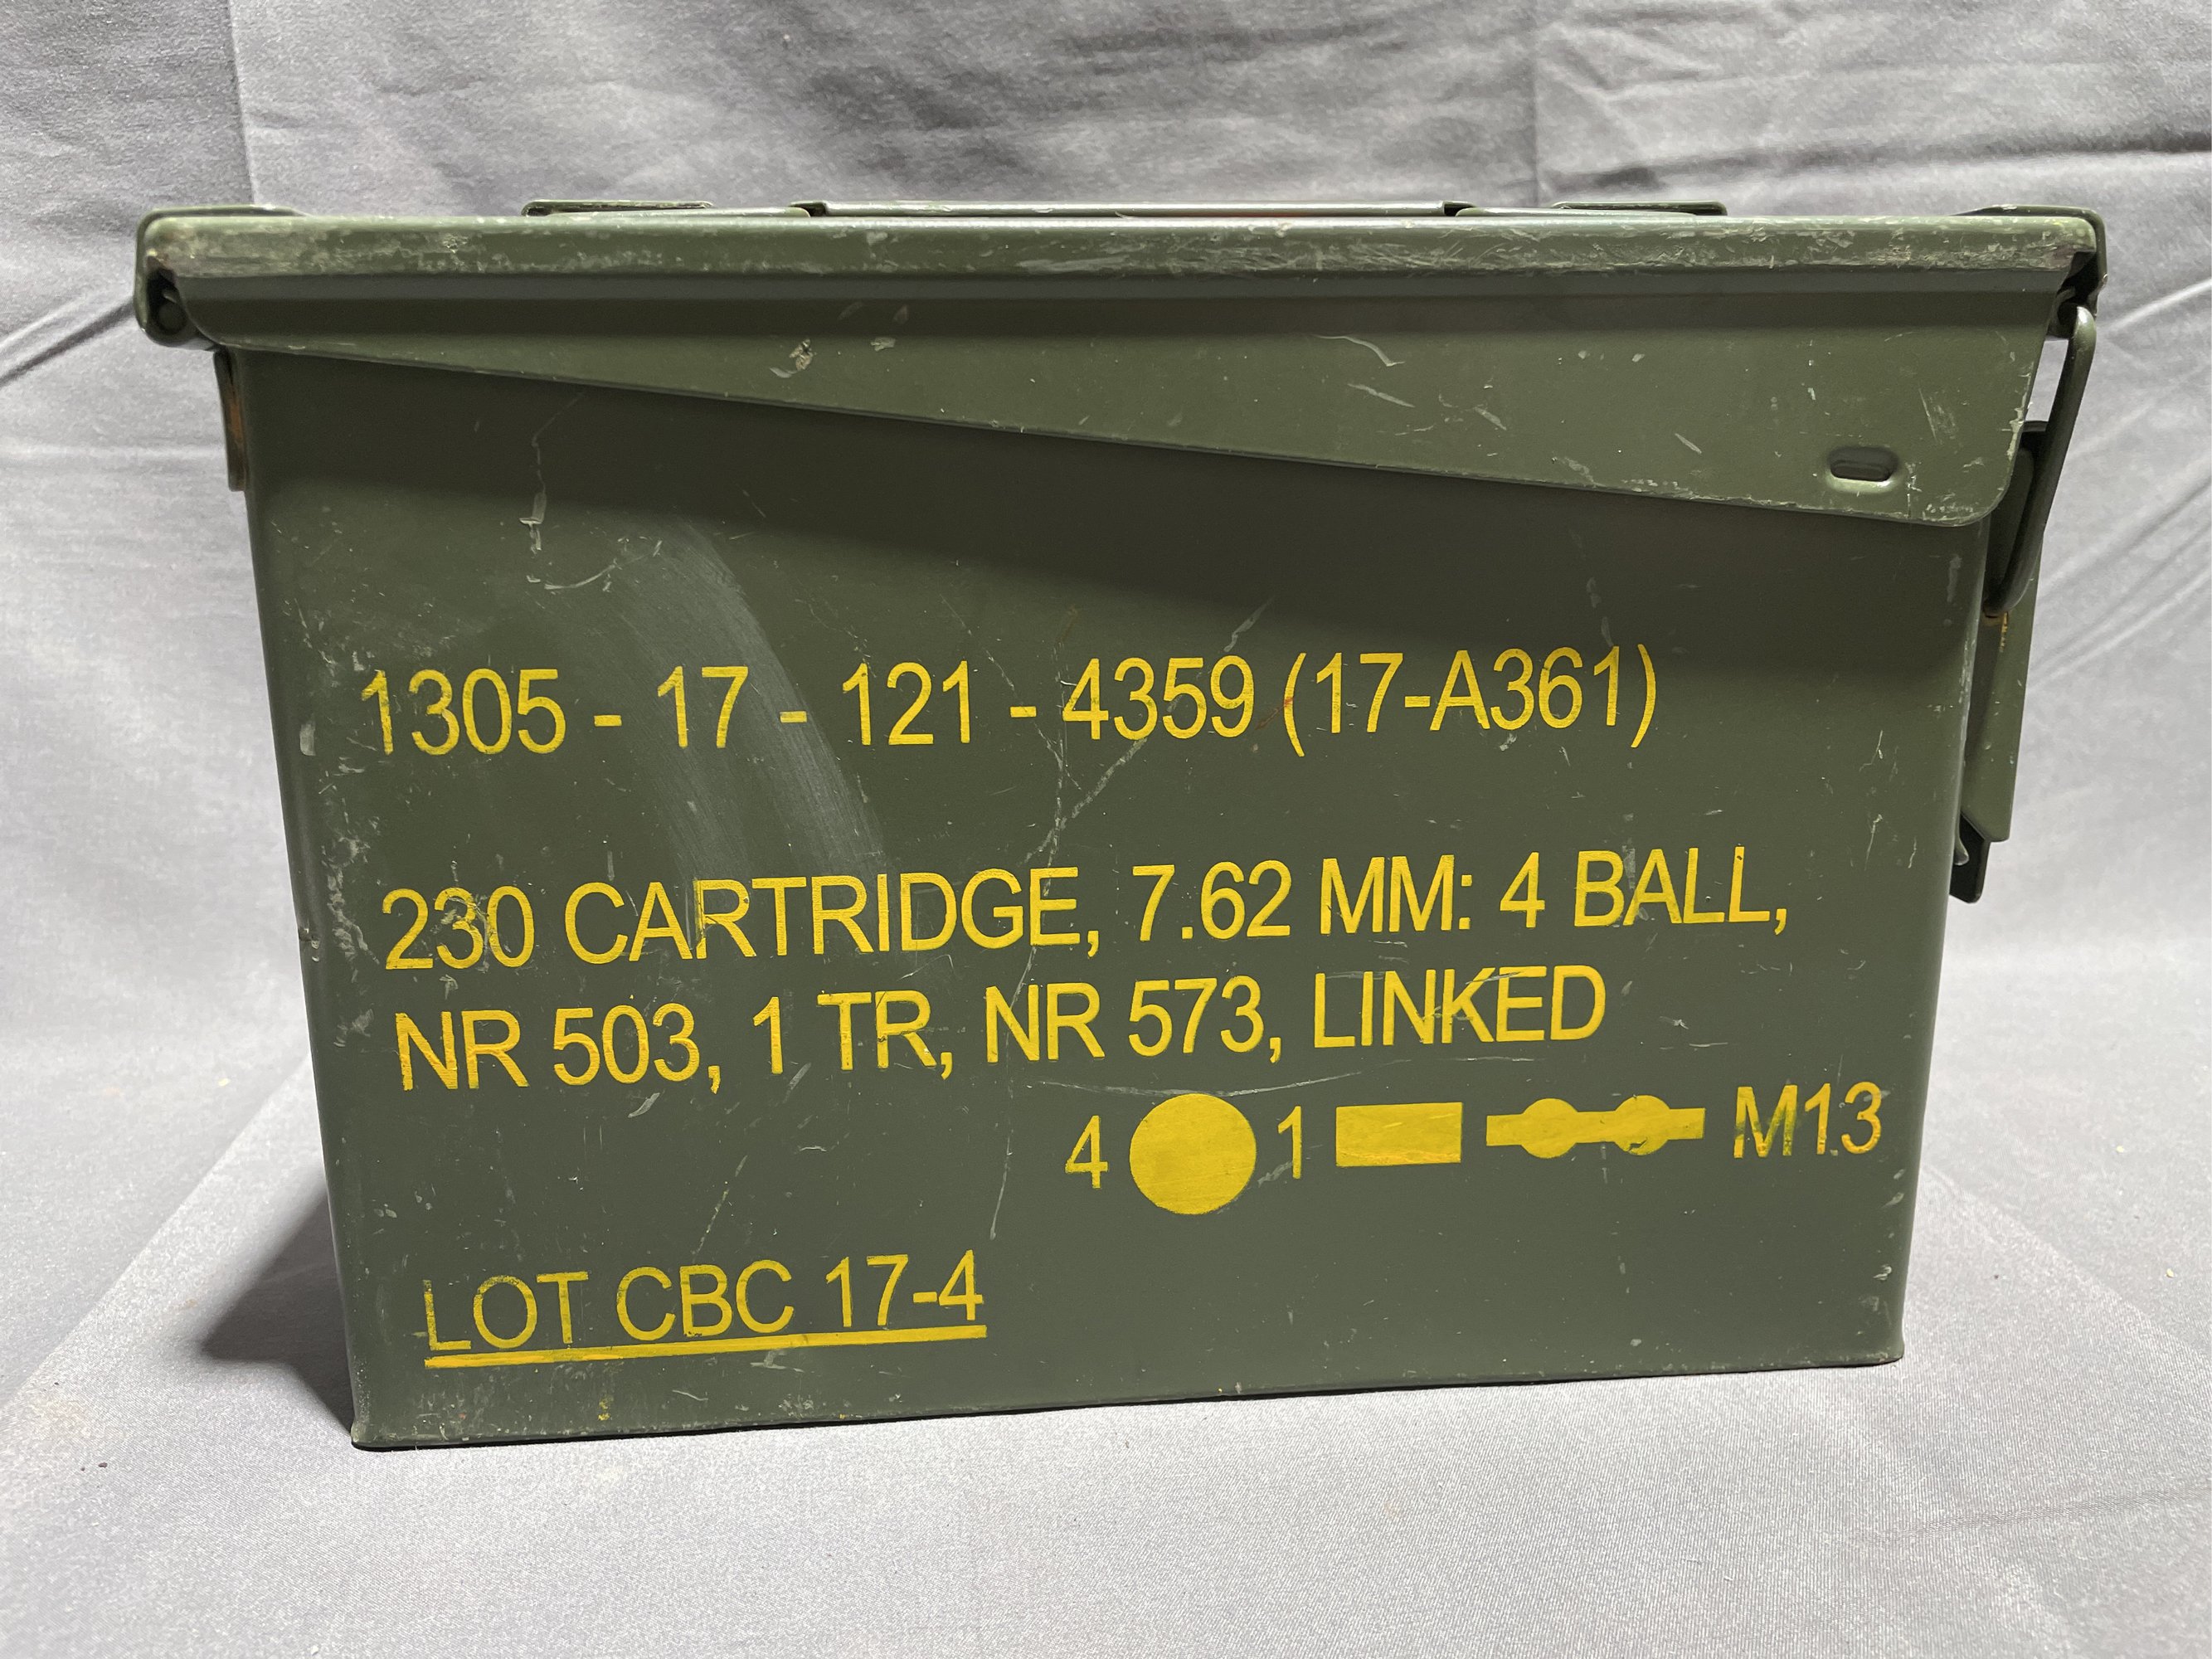 1305 - 17 - 121 - 4359 (17-A361)
230 CARTRIDGE, 7.62 MM: 4 BALL,
NR 503, 1 TR, NR 573, LINKED
4 1 M13
LOT CBC 17-4